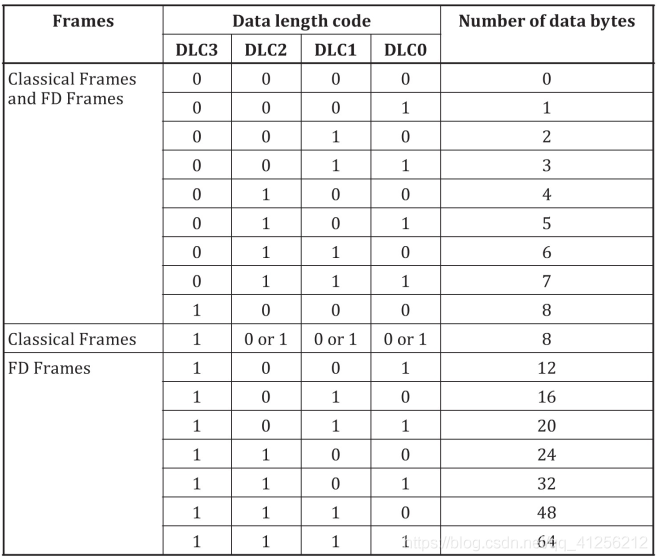 Frames Data length code Number of data bytes
DLC3 DLC2 DLC1 DLC0
Classical Frames 0 0 0 0 0
and FD Frames 0 0 0 1 1
0 0 1 0 2
0 0 1 1 3
0 1 0 0 4
0 1 0 1 5
0 1 1 0 6
0 1 1 1 7
1 0 0 0 8
Classical Frames 1 0 or 1 0 or 1 0 or 1 8
FD Frames 1 0 0 1 12
1 0 1 0 16
1 0 1 1 20
1 1 0 0 24
1 1 0 1 32
1 1 1 0 48
1 1 1 1 64
https://blog.csdn.net/qq_41256212